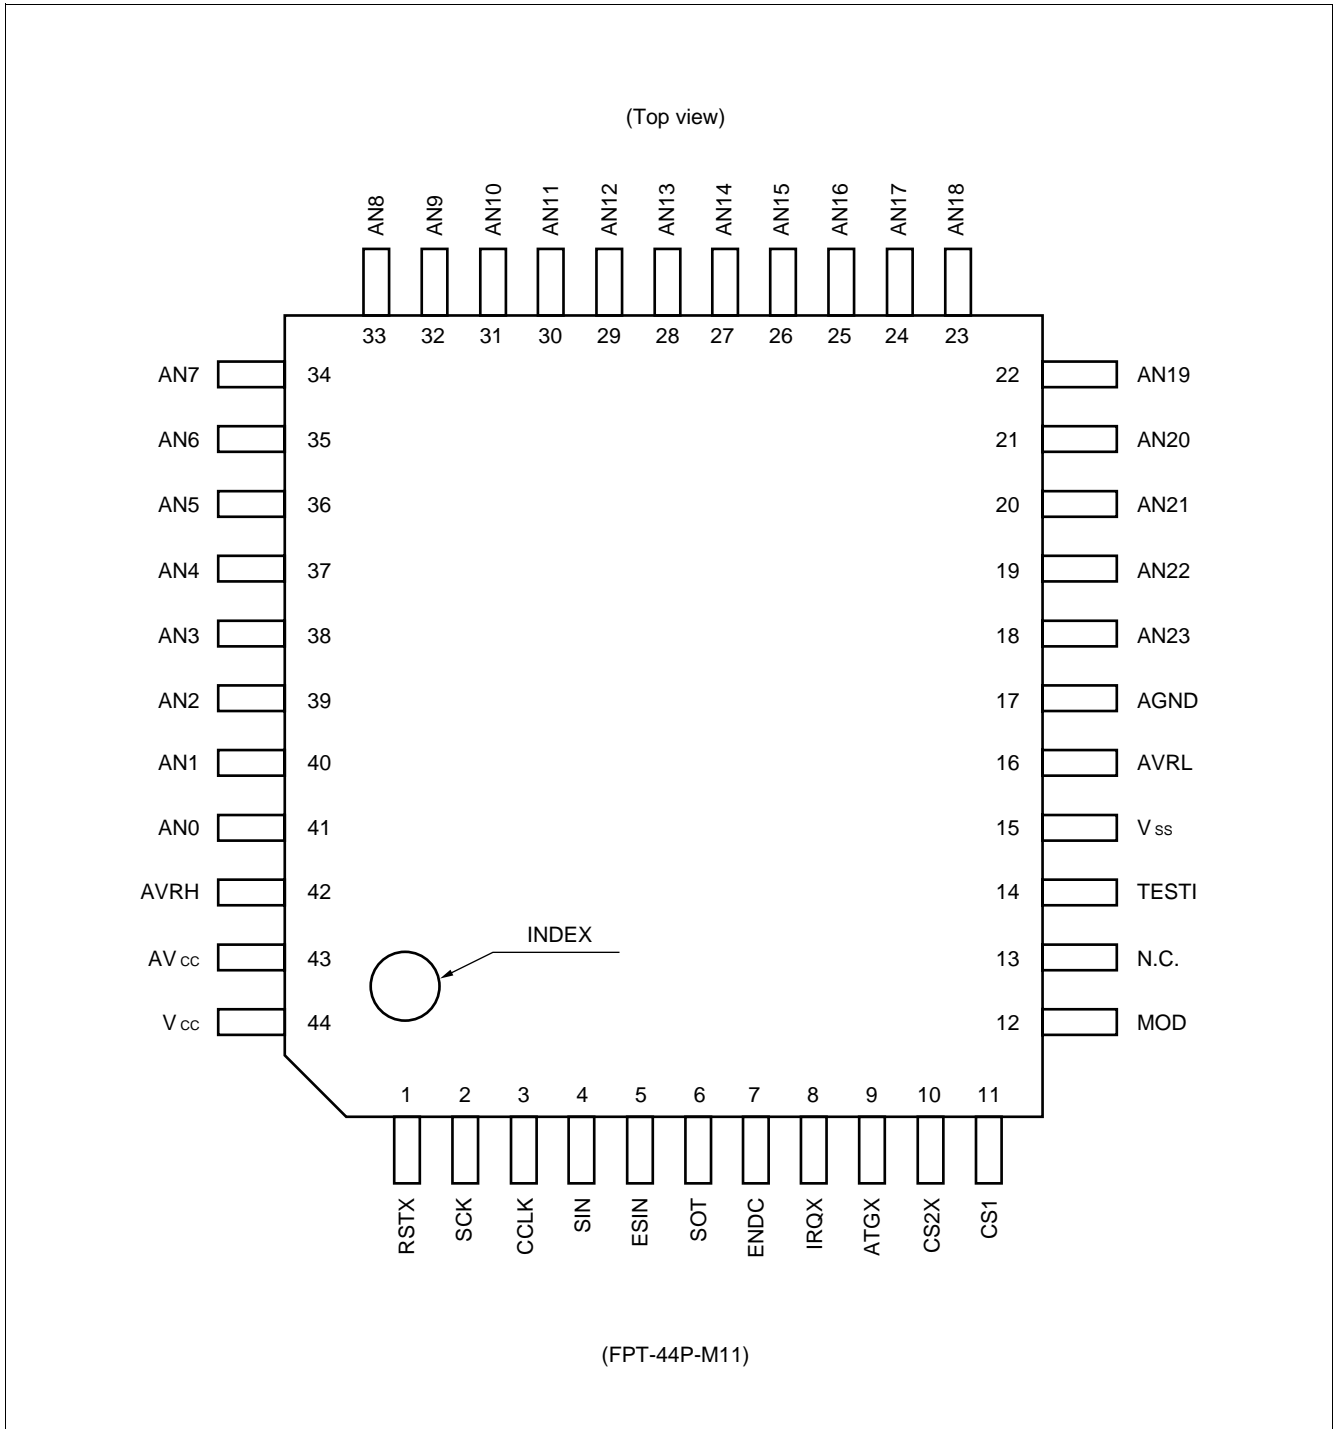 (Top view)
AN8 AN9 AN10 AN11 AN12 AN13 AN14 AN15 AN16 AN17 AN18
33 32 31 30 29 28 27 26 25 24 23
AN7 34 22 AN19
AN6 35 21 AN20
AN5 36 20 AN21
AN4 37 19 AN22
AN3 38 18 AN23
AN2 39 17 AGND
AN1 40 16 AVRL
AN0 41 15 Vss
AVRH 42 14 TESTI
INDEX
AVcc 43 13 N.C.
Vcc 44 12 MOD
1 2 3 4 5 6 7 8 9 10 11
RSTX SCK CCLK SIN ESIN SOT ENDC IRQX ATGX CS2X CS1
(FPT-44P-M11)